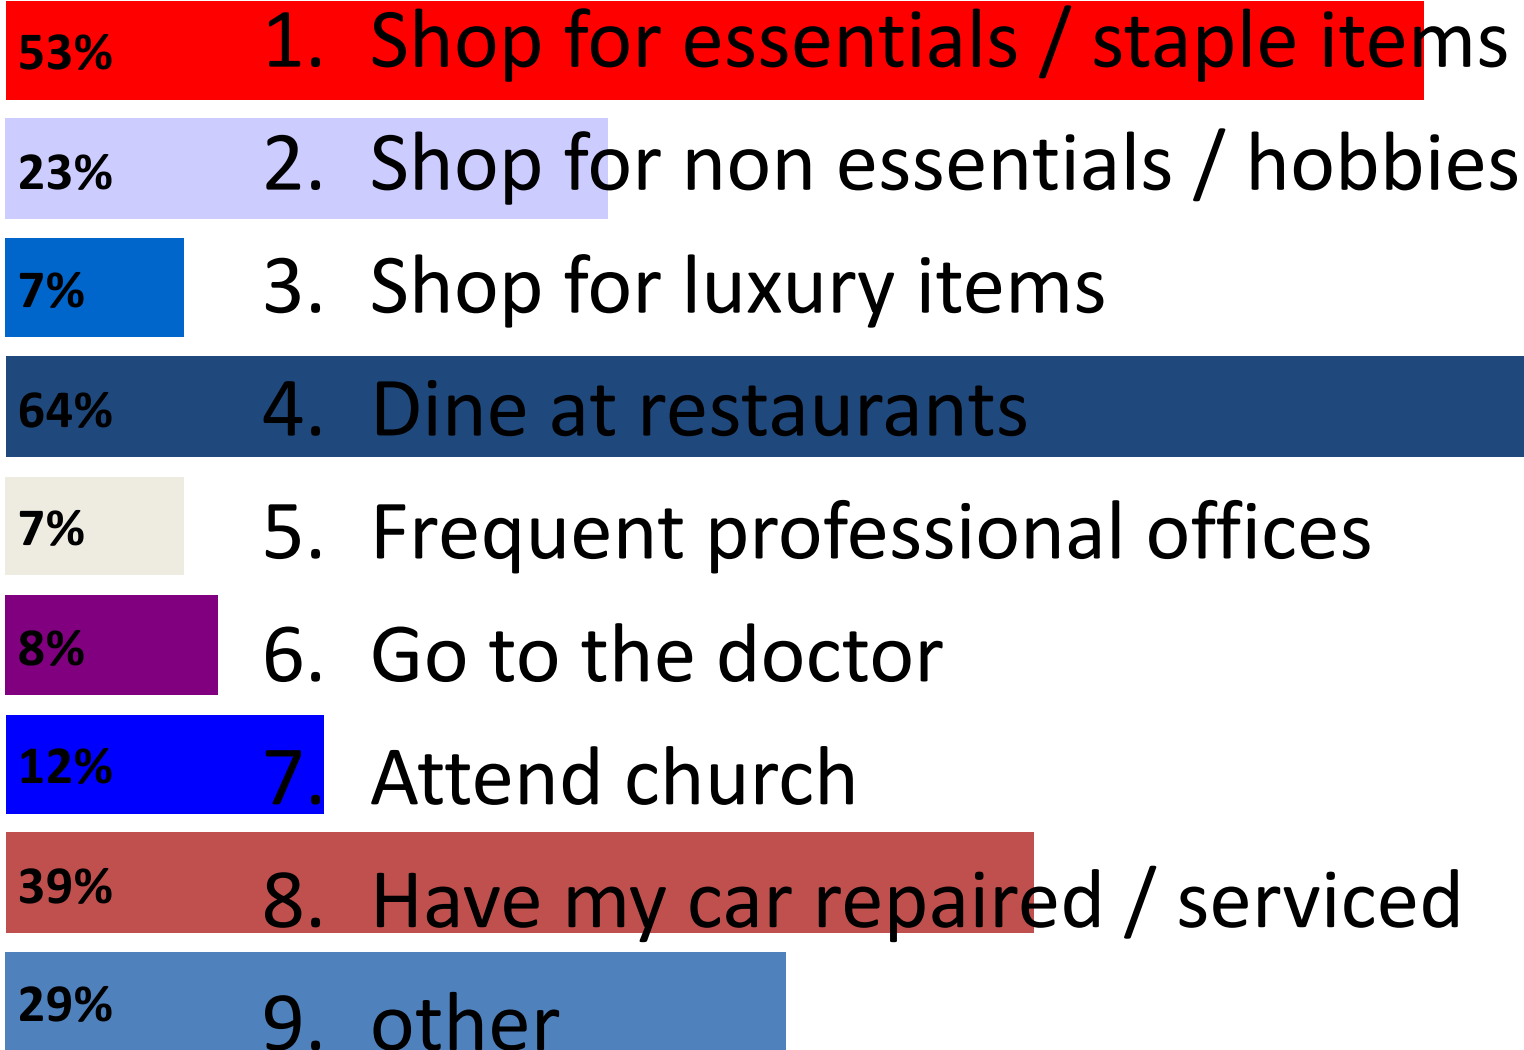 53% 1. Shop for essentials / staple items
23% 2. Shop for non essentials / hobbies
7% 3. Shop for luxury items
64% 4. Dine at restaurants
7% 5. Frequent professional offices
8% 6. Go to the doctor
12% 7. Attend church
39% 8. Have my car repaired / serviced
29% 9. other